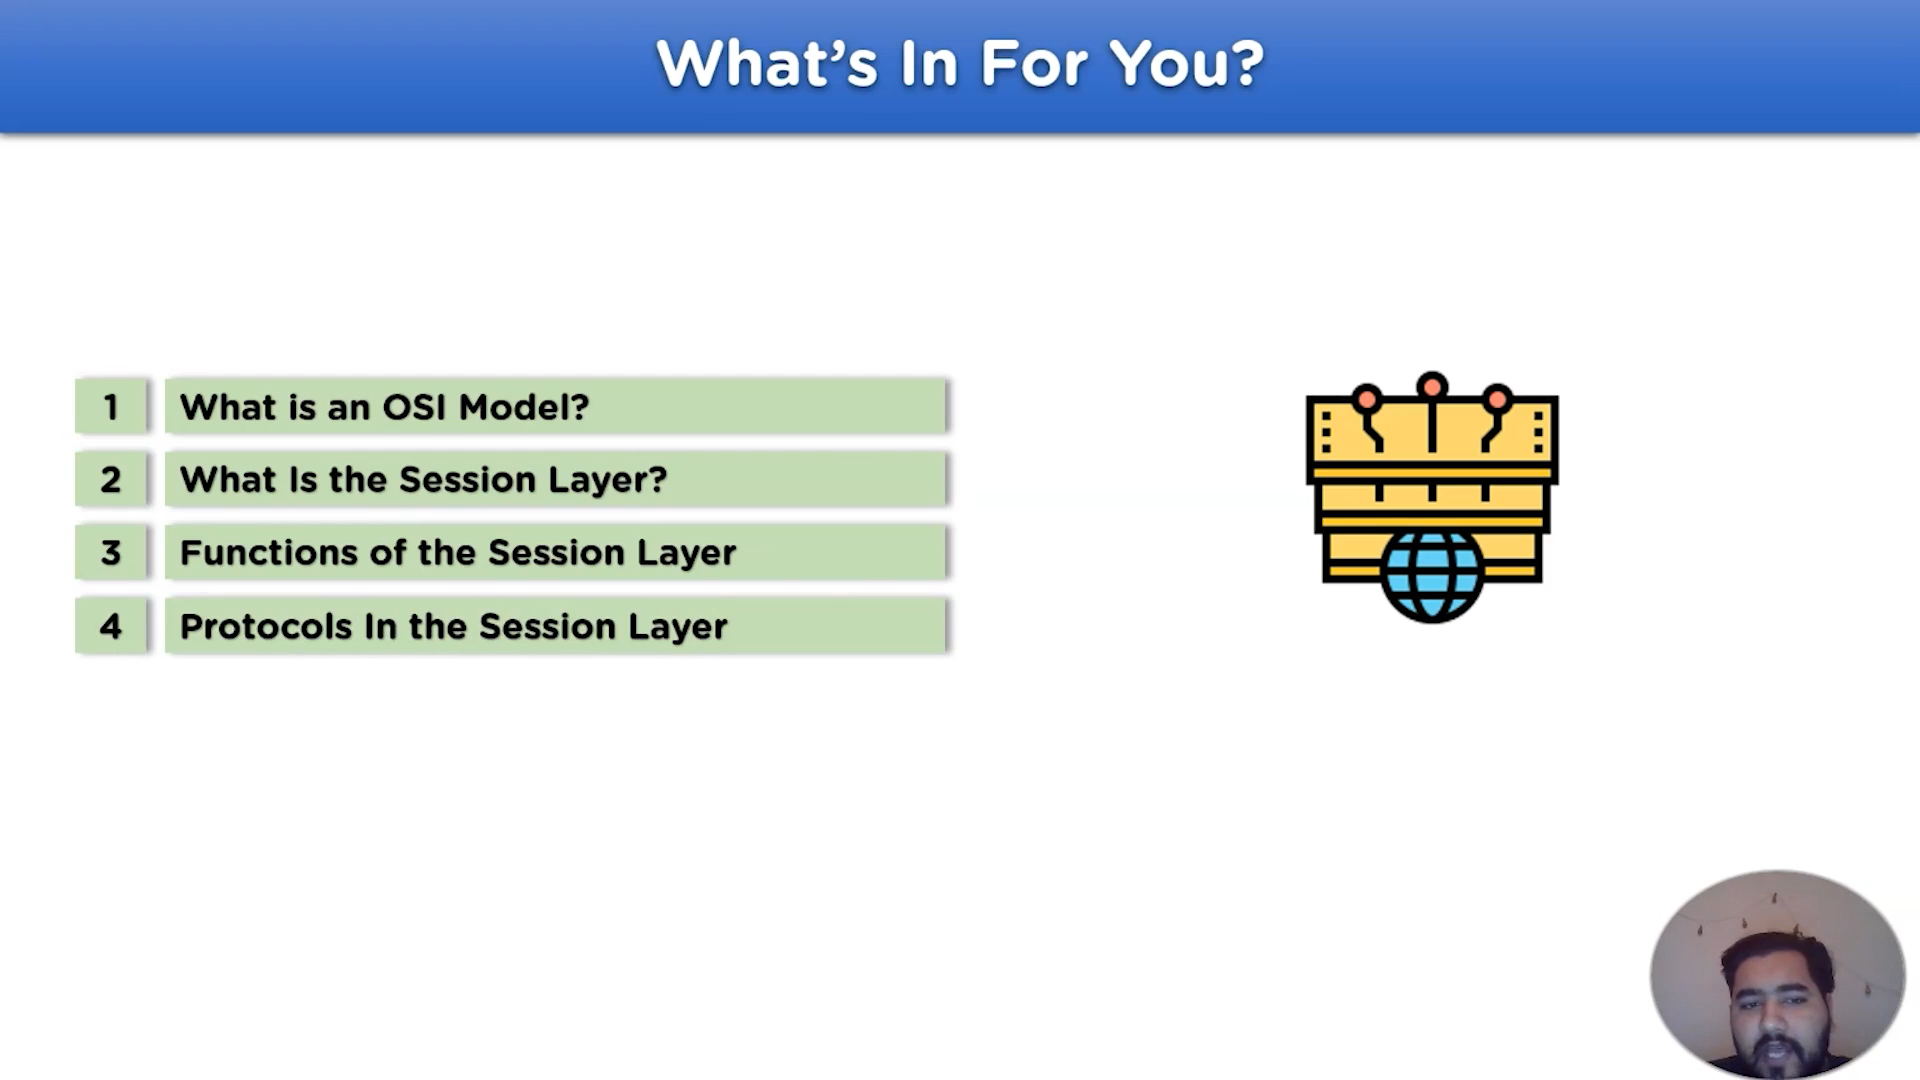 What's In For You?
1 What is an OSI Model?
2 What Is the Session Layer?
3 Functions of the Session Layer
4 Protocols In the Session Layer